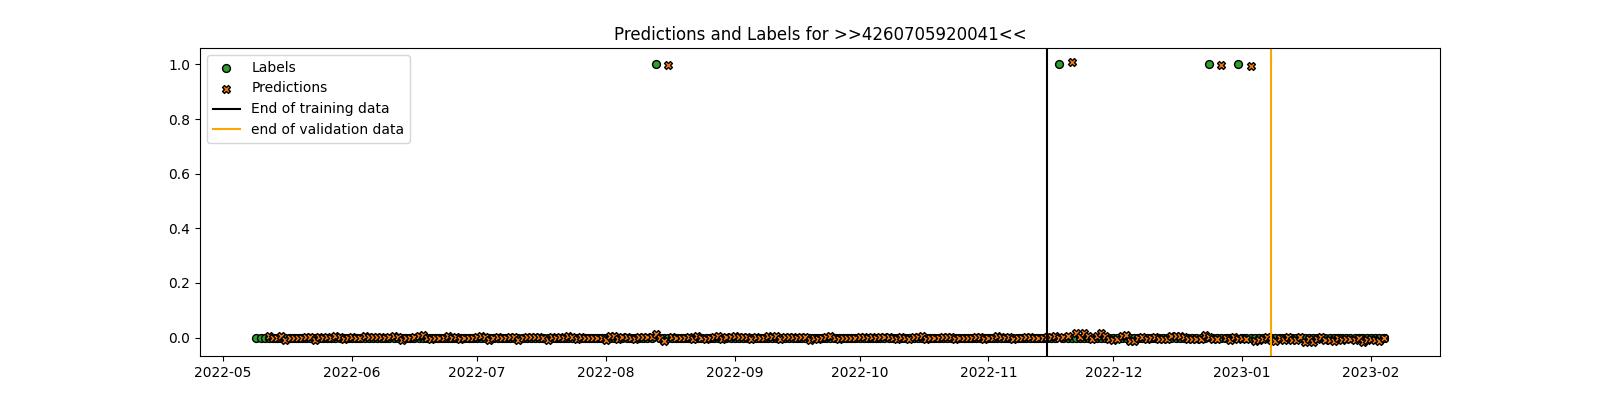 Predictions and Labels for >>4260705920041<<
Labels
Predictions
End of training data
end of validation data
1.0
0.8
0.6
0.4
0.2
0.0
2022-05 2022-06 2022-07 2022-08 2022-09 2022-10 2022-11 2022-12 2023-01 2023-02